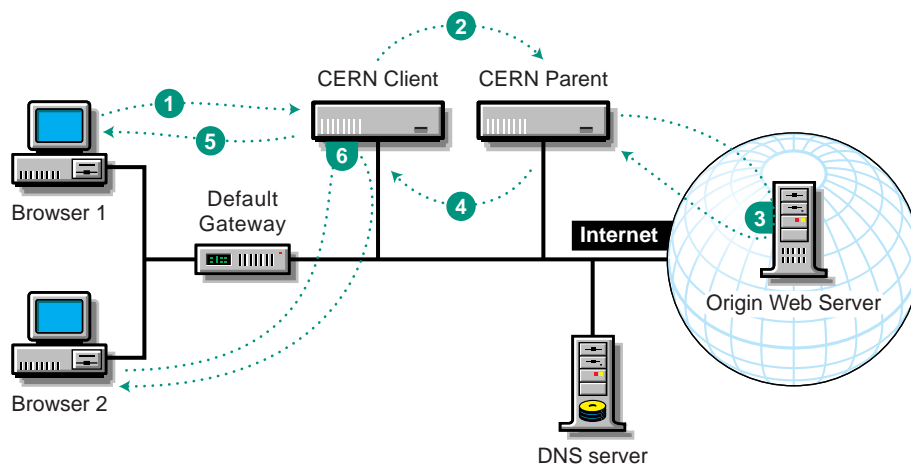 2
CERN Client
CERN Parent
1
5
6
4
3
Browser 1
Default
Gateway
Internet
Origin Web Server
Browser 2
DNS server